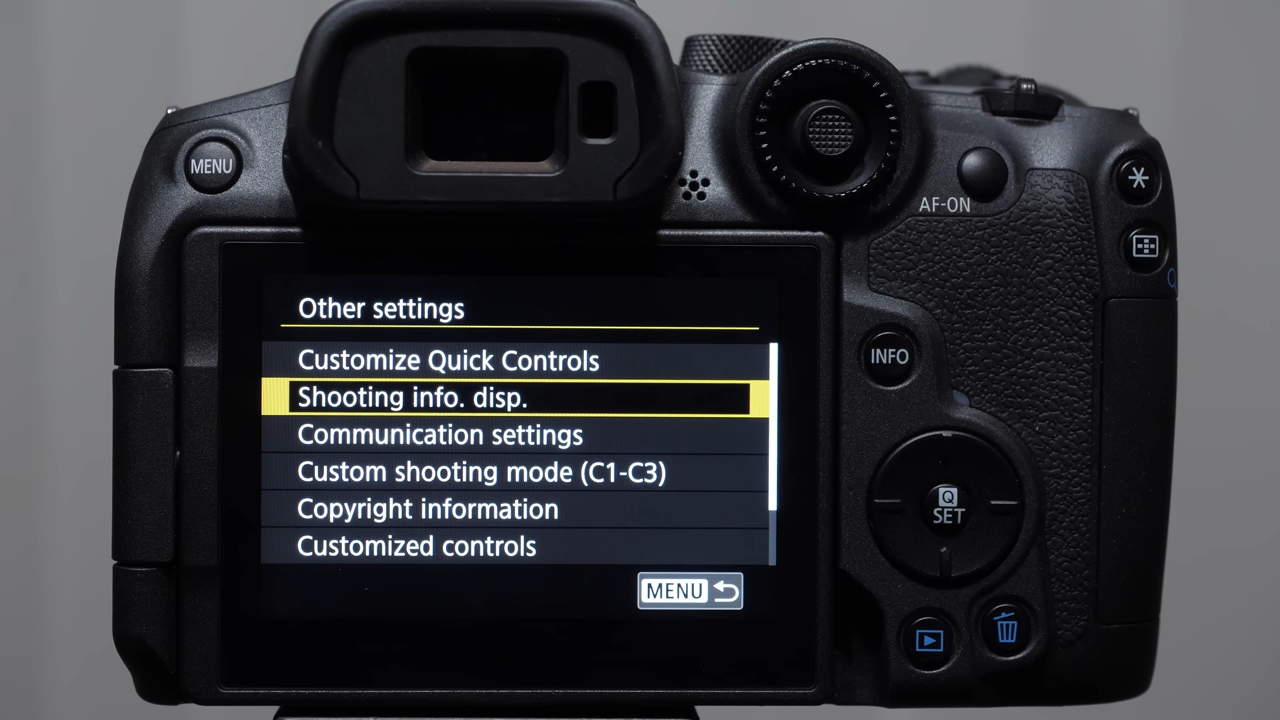 MENU
AF-ON
Other settings
Customize Quick Controls
Shooting info. disp.
Communication settings
Custom shooting mode (C1-C3)
Copyright information
Customized controls
MENU
INFO
Q
SET